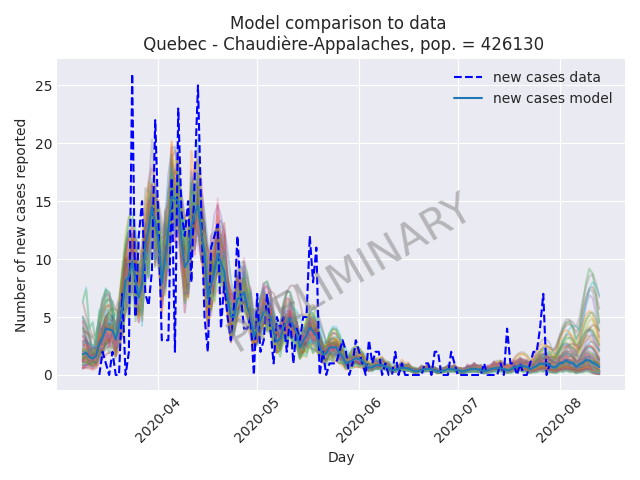 Model comparison to data
Quebec - Chaudière-Appalaches, pop. = 426130
new cases data
new cases model
Number of new cases reported
25
20
15
10
5
0
PRELIMINARY
2020-04
2020-05
2020-06
2020-07
2020-08
Day